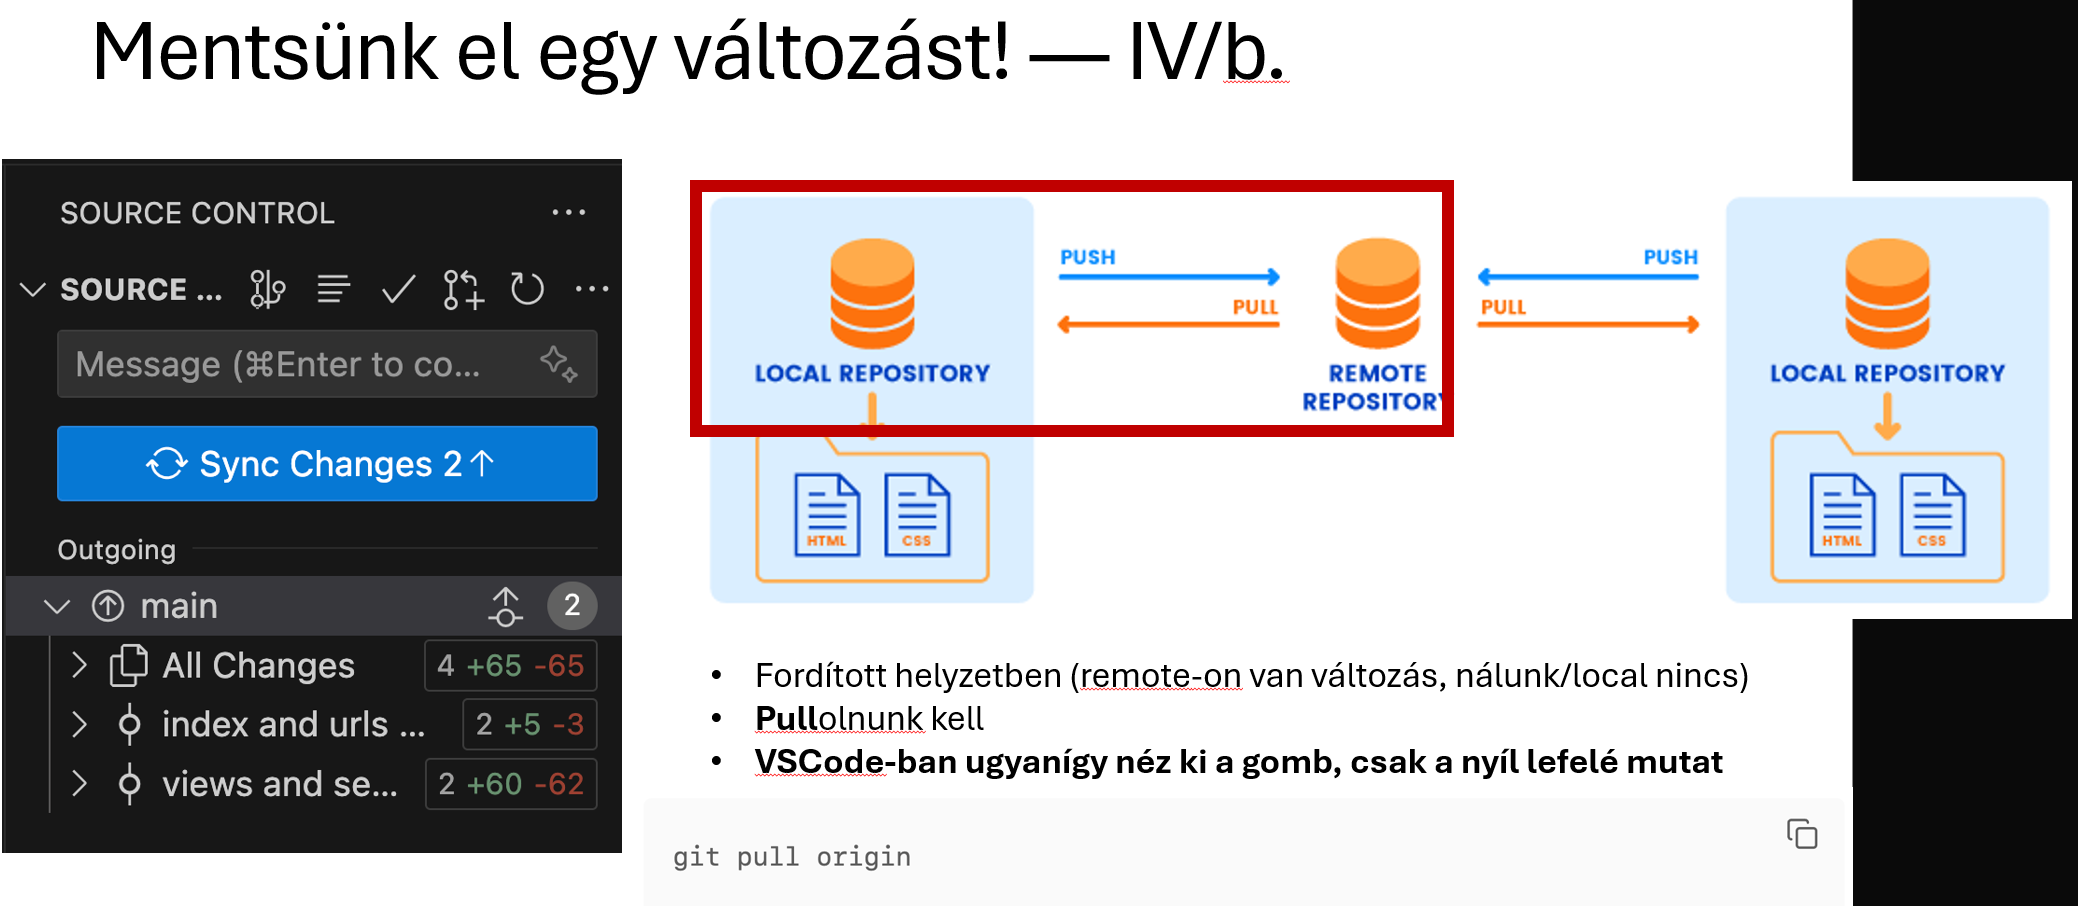 Mentsünk el egy változást! — IV/b.
SOURCE CONTROL
SOURCE ...
Message (⌘Enter to co...
Sync Changes 2↑
Outgoing
main 2
All Changes 4 +65 -65
index and urls ... 2 +5 -3
views and se... 2 +60 -62
PUSH
PULL
LOCAL REPOSITORY
REMOTE
REPOSITORY
PUSH
PULL
LOCAL REPOSITORY
HTML CSS
HTML CSS
• Fordított helyzetben (remote-on van változás, nálunk/local nincs)
• Pullolnunk kell
• VSCode-ban ugyanígy néz ki a gomb, csak a nyíl lefelé mutat
git pull origin